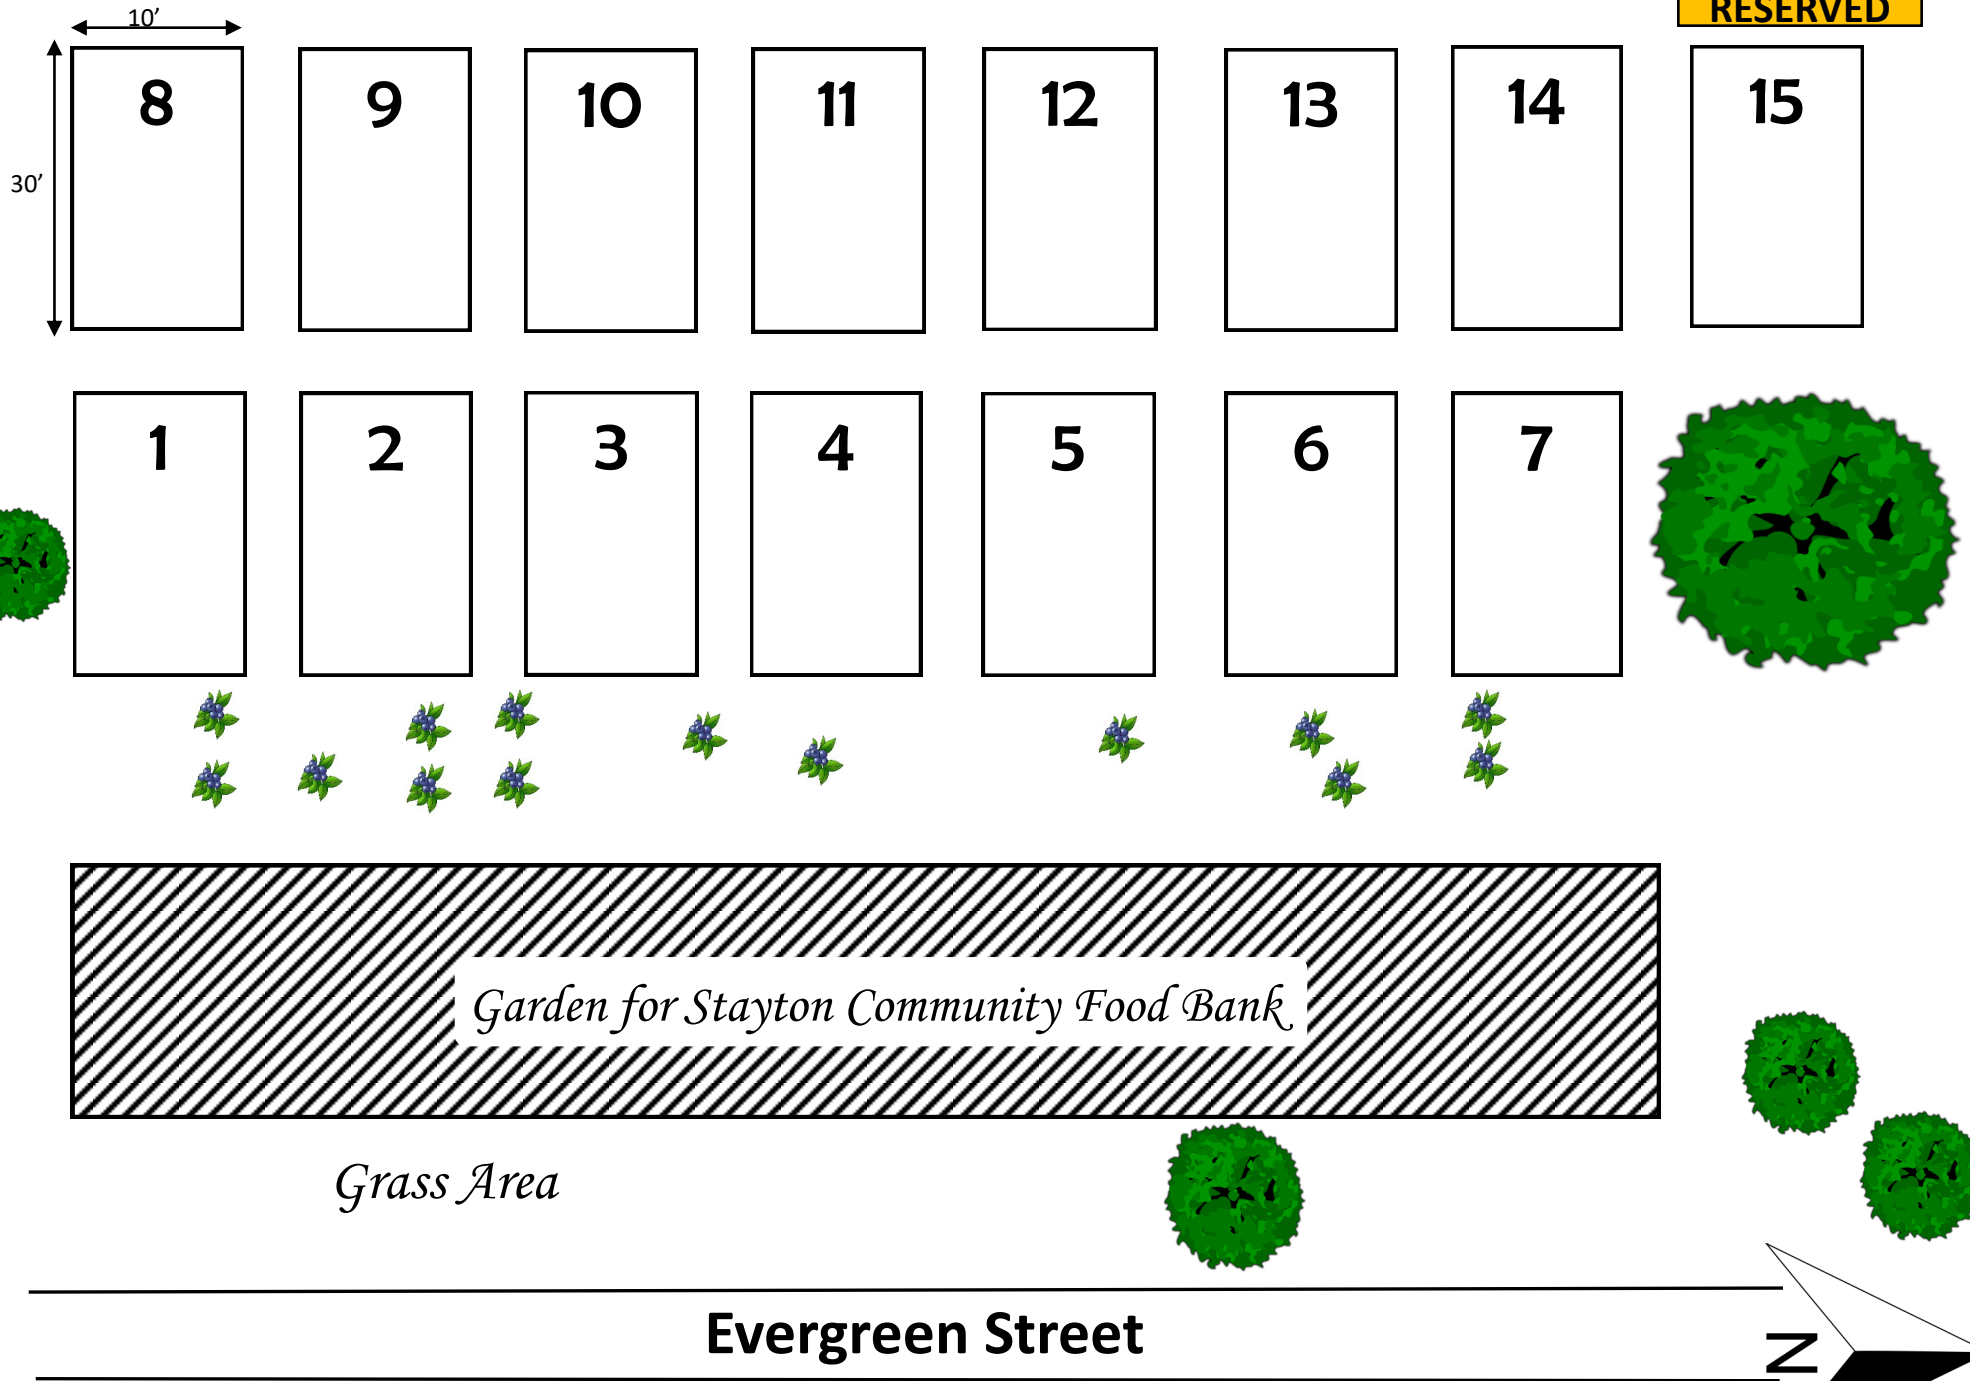 10’
RESERVED
8 9 10 11 12 13 14 15
30’
1 2 3 4 5 6 7
Garden for Stayton Community Food Bank
Grass Area
Evergreen Street
N